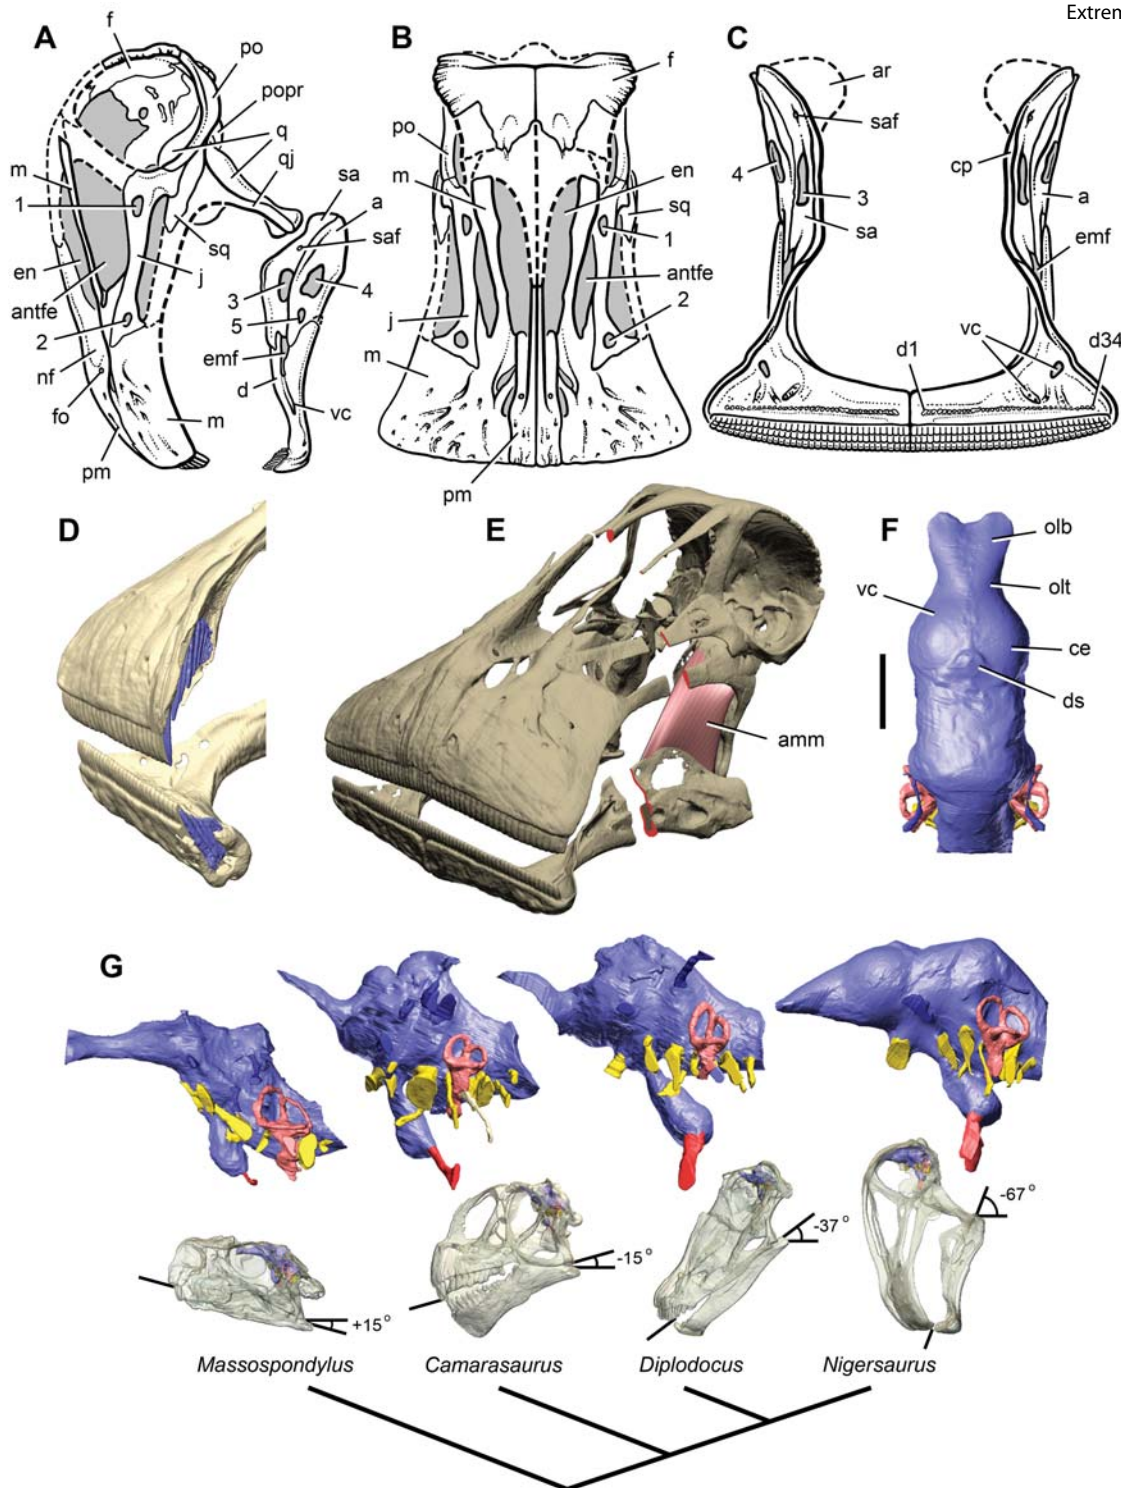 Extrem
A
f
po
popr
q
qj
m
1
sa
a
saf
sq
en
j
3
4
antfe
2
5
nf
emf
d
fo
vc
m
pm
B
f
po
m
en
sq
1
antfe
j
2
m
pm
C
ar
saf
4
cp
3
a
sa
emf
vc
d1
d34
D
E
amm
F
olb
olt
vc
ce
ds
G
+15°
-15°
-37°
-67°
Massospondylus
Camarasaurus
Diplodocus
Nigersaurus